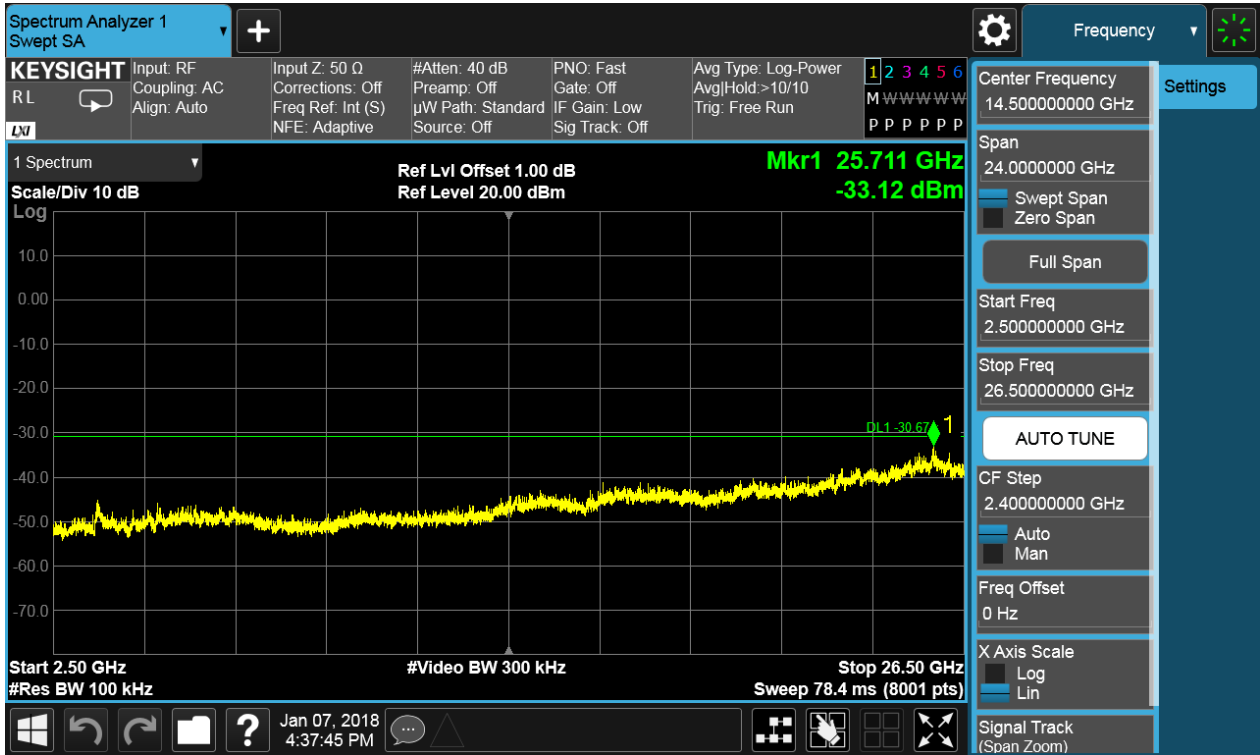 Spectrum Analyzer 1
Swept SA
+
Frequency
KEYSIGHT
RL
LXI
Input: RF
Coupling: AC
Align: Auto
Input Z: 50 Ω
Corrections: Off
Freq Ref: Int (S)
NFE: Adaptive
#Atten: 40 dB
Preamp: Off
µW Path: Standard
Source: Off
PNO: Fast
Gate: Off
IF Gain: Low
Sig Track: Off
Avg Type: Log-Power
Avg|Hold:>10/10
Trig: Free Run
1 2 3 4 5 6
M W W W W W
P P P P P P
1 Spectrum
Scale/Div 10 dB
Log
Ref Lvl Offset 1.00 dB
Ref Level 20.00 dBm
Mkr1 25.711 GHz
-33.12 dBm
10.0
0.00
-10.0
-20.0
-30.0
-40.0
-50.0
-60.0
-70.0
DL1 -30.67
1
Start 2.50 GHz
#Res BW 100 kHz
#Video BW 300 kHz
Stop 26.50 GHz
Sweep 78.4 ms (8001 pts)
Center Frequency
14.500000000 GHz
Span
24.0000000 GHz
Swept Span
Zero Span
Full Span
Start Freq
2.500000000 GHz
Stop Freq
26.500000000 GHz
AUTO TUNE
CF Step
2.400000000 GHz
Auto
Man
Freq Offset
0 Hz
X Axis Scale
Log
Lin
Signal Track
(Span Zoom)
Settings
?
Jan 07, 2018
4:37:45 PM